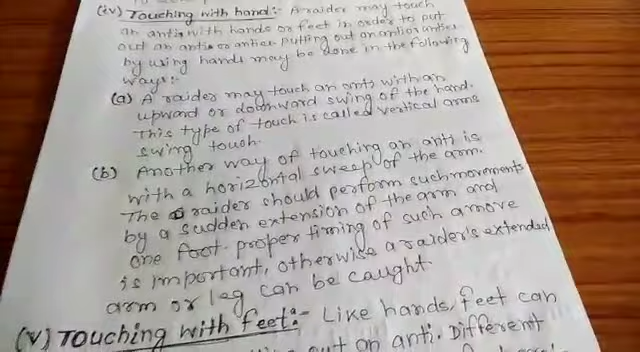 (iv) Touching with hand:- A raider may touch
an antis with hands or feet in order to put
out an antis or anties putting out an anti or anties
by using hands may be done in the following
ways:-
(a) A raider may touch an anti with an
upward or downward swing of the hand.
This type of touch is called vertical arms
swing touch.
(b) Another way of touching an anti is
with a horizontal sweep of the arm.
The raider should perform such movements
by a sudden extension of the arm and
one foot. proper timing of such a move
is important, otherwise a raider's extended
arm or leg can be caught.
(v) Touching with feet:- Like hands, feet can
out an anti. Different